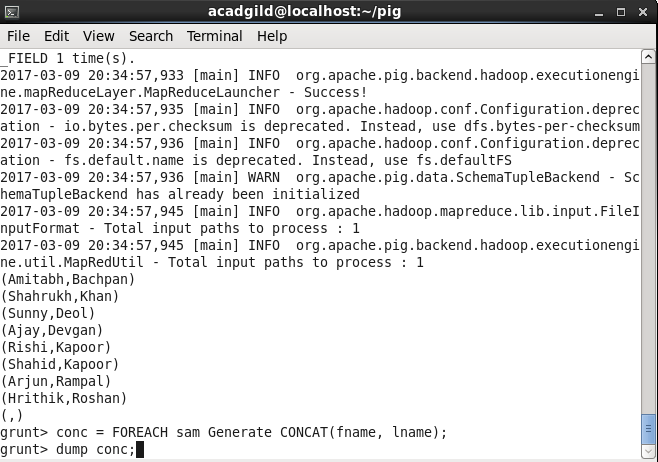 acadgild@localhost:~/pig
File Edit View Search Terminal Help
_FIELD 1 time(s).
2017-03-09 20:34:57,933 [main] INFO  org.apache.pig.backend.hadoop.executionengi
ne.mapReduceLayer.MapReduceLauncher - Success!
2017-03-09 20:34:57,935 [main] INFO  org.apache.hadoop.conf.Configuration.deprec
ation - io.bytes.per.checksum is deprecated. Instead, use dfs.bytes-per-checksum
2017-03-09 20:34:57,936 [main] INFO  org.apache.hadoop.conf.Configuration.deprec
ation - fs.default.name is deprecated. Instead, use fs.defaultFS
2017-03-09 20:34:57,936 [main] WARN  org.apache.pig.data.SchemaTupleBackend - Sc
hemaTupleBackend has already been initialized
2017-03-09 20:34:57,945 [main] INFO  org.apache.hadoop.mapreduce.lib.input.FileI
nputFormat - Total input paths to process : 1
2017-03-09 20:34:57,945 [main] INFO  org.apache.pig.backend.hadoop.executionengi
ne.util.MapRedUtil - Total input paths to process : 1
(Amitabh,Bachpan)
(Shahrukh,Khan)
(Sunny,Deol)
(Ajay,Devgan)
(Rishi,Kapoor)
(Shahid,Kapoor)
(Arjun,Rampal)
(Hrithik,Roshan)
(,)
grunt> conc = FOREACH sam Generate CONCAT(fname, lname);
grunt> dump conc;